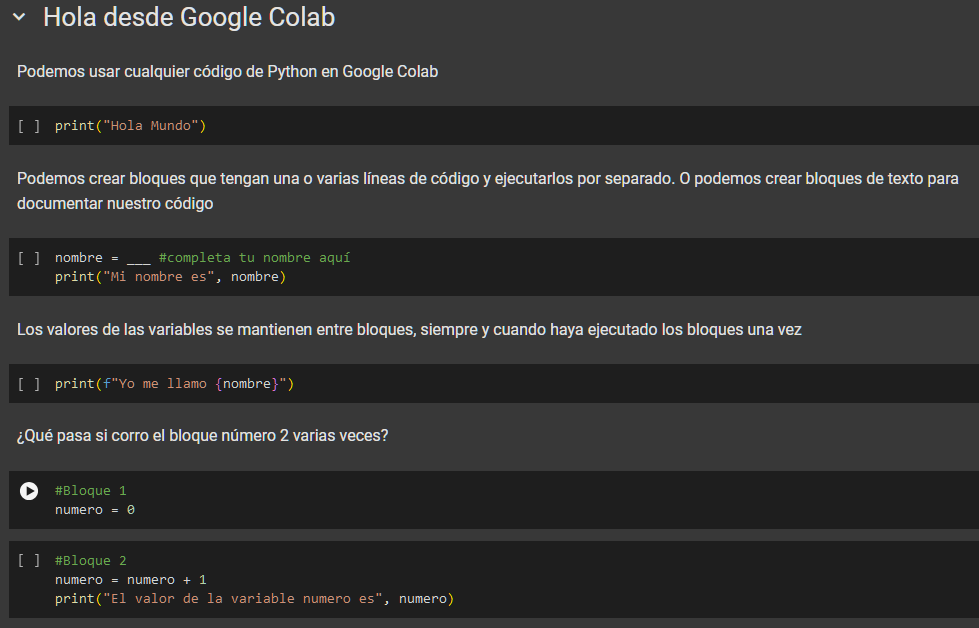 Hola desde Google Colab
Podemos usar cualquier código de Python en Google Colab
[ ] print("Hola Mundo")
Podemos crear bloques que tengan una o varias líneas de código y ejecutarlos por separado. O podemos crear bloques de texto para
documentar nuestro código
[ ] nombre = ___ #completa tu nombre aquí
print("Mi nombre es", nombre)
Los valores de las variables se mantienen entre bloques, siempre y cuando haya ejecutado los bloques una vez
[ ] print(f"Yo me llamo {nombre}")
¿Qué pasa si corro el bloque número 2 varias veces?
#Bloque 1
numero = 0
[ ] #Bloque 2
numero = numero + 1
print("El valor de la variable numero es", numero)